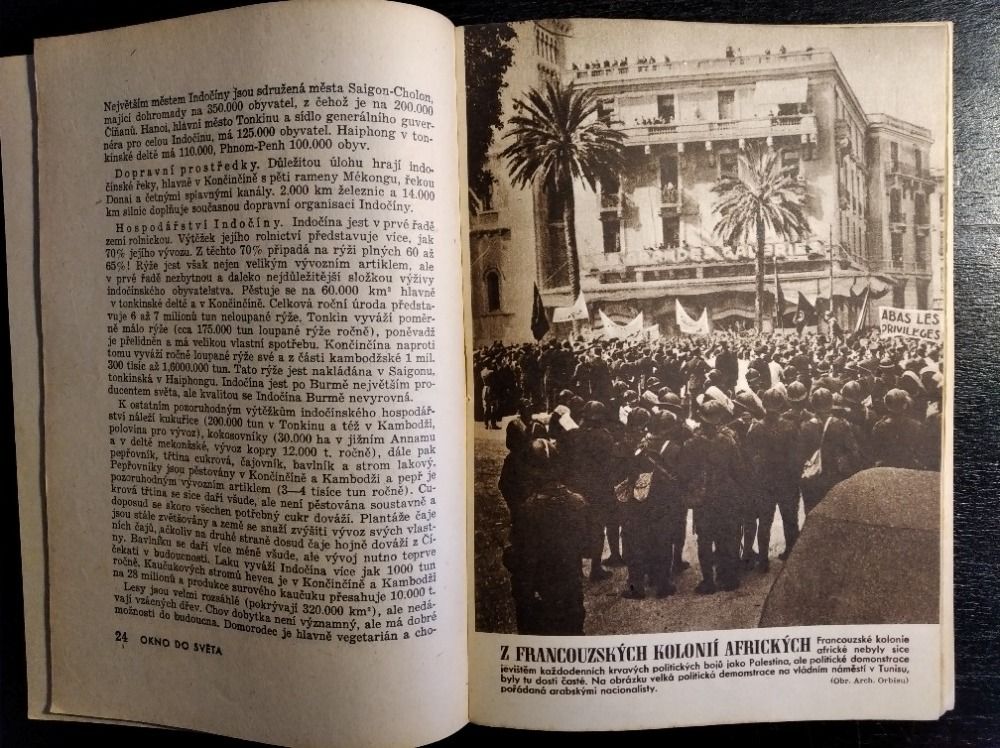 Největším městem Indočíny jsou sdružená města Saigon-Cholon,
mající dohromady na 350.000 obyvatel, z čehož je na 200.000
Číňanů. Hanoi, hlavní město Tonkinu a sídlo generálního guver-
néra pro celou Indočínu, má 125.000 obyvatel. Haiphong v ton-
kinské deltě má 110.000, Phnom-Penh 100.000 obyv.
Dopravní prostředky. Důležitou úlohu hrají indo-
čínské řeky, hlavně v Končinčíně s pěti rameny Mékongu, řekou
Donai a četnými splavnými kanály. 2.000 km železnic a 14.000
km silnic doplňuje současnou dopravní organisaci Indočíny.
Hospodářství Indočíny. Indočína jest v prvé řadě
zemí rolnickou. Výtěžek jejího rolnictví představuje více, jak
70% jejího vývozu. Z těchto 70% připadá na rýži plných 60 až
65%! Rýže jest však nejen velikým vývozním artiklem, ale
v prvé řadě nezbytnou a daleko nejdůležitější složkou výživy
indočínského obyvatelstva. Pěstuje se na 60.000 km² hlavně
v tonkinské deltě a v Končinčíně. Celková roční úroda předsta-
vuje 6 až 7 milionů tun neloupané rýže. Tonkin vyváží poměr-
ně málo rýže (cca 175.000 tun loupané rýže ročně), poněvadž
je přelidněn a má velikou vlastní spotřebu. Končinčína naproti
tomu vyváží ročně loupané rýže své a z části kambodžské 1 mil.
300 tisíc až 1,6000.000 tun. Tato rýže jest nakládána v Saigonu,
tonkinská v Haiphongu. Indočína jest po Burmě největším pro-
ducentem světa, ale kvalitou se Indočína Burmě nevyrovná.
K ostatním pozoruhodným výtěžkům indočínského hospodář-
ství náleží kukuřice (200.000 tun v Tonkinu a též v Kambodži,
polovina pro vývoz), kokosovníky (30.000 ha v jižním Annamu
a v deltě mekonžské, vývoz kopry 12.000 t. ročně), dále pak
pepřovník, třtina cukrová, čajovník, bavlník a strom lakový.
Pepřovníky jsou pěstovány v Končinčíně a Kambodži a pepř je
pozoruhodným vývozním artiklem (3—4 tisíce tun ročně). Cu-
krová třtina se sice daří všude, ale není pěstována soustavně a
doposud se skoro všechen potřebný cukr dováží. Plantáže čaje
jsou stále zvětšovány a země se snaží zvýšiti vývoz svých vlast-
ních čajů, ačkoliv na druhé straně dosud čaje hojně dováží z Čí-
ny. Bavlníku se daří více méně všude, ale vývoj nutno teprve
čekati v budoucnosti. Laku vyváží Indočína více jak 1000 tun
ročně. Kaučukových stromů hevea je v Končinčíně a Kambodži
na 28 milionů a produkce surového kaučuku přesahuje 10.000 t.
Lesy jsou velmi rozsáhlé (pokrývají 320.000 km²), ale nedá-
vají vzácných dřev. Chov dobytka není významný, ale má dobré
možnosti do budoucna. Domorodec je hlavně vegetarián a cho-
24 OKNO DO SVĚTA
ABAS LES
PRIVILEGES
Z FRANCOUZSKÝCH KOLONIÍ AFRICKÝCH Francouzské kolonie
africké nebyly sice
jevištěm každodenních krvavých politických bojů jako Palestina, ale politické demonstrace
byly tu dosti časté. Na obrázku velká politická demonstrace na vládním náměstí v Tunisu,
pořádaná arabskými nacionalisty. (Obr. Arch. Orbisu)